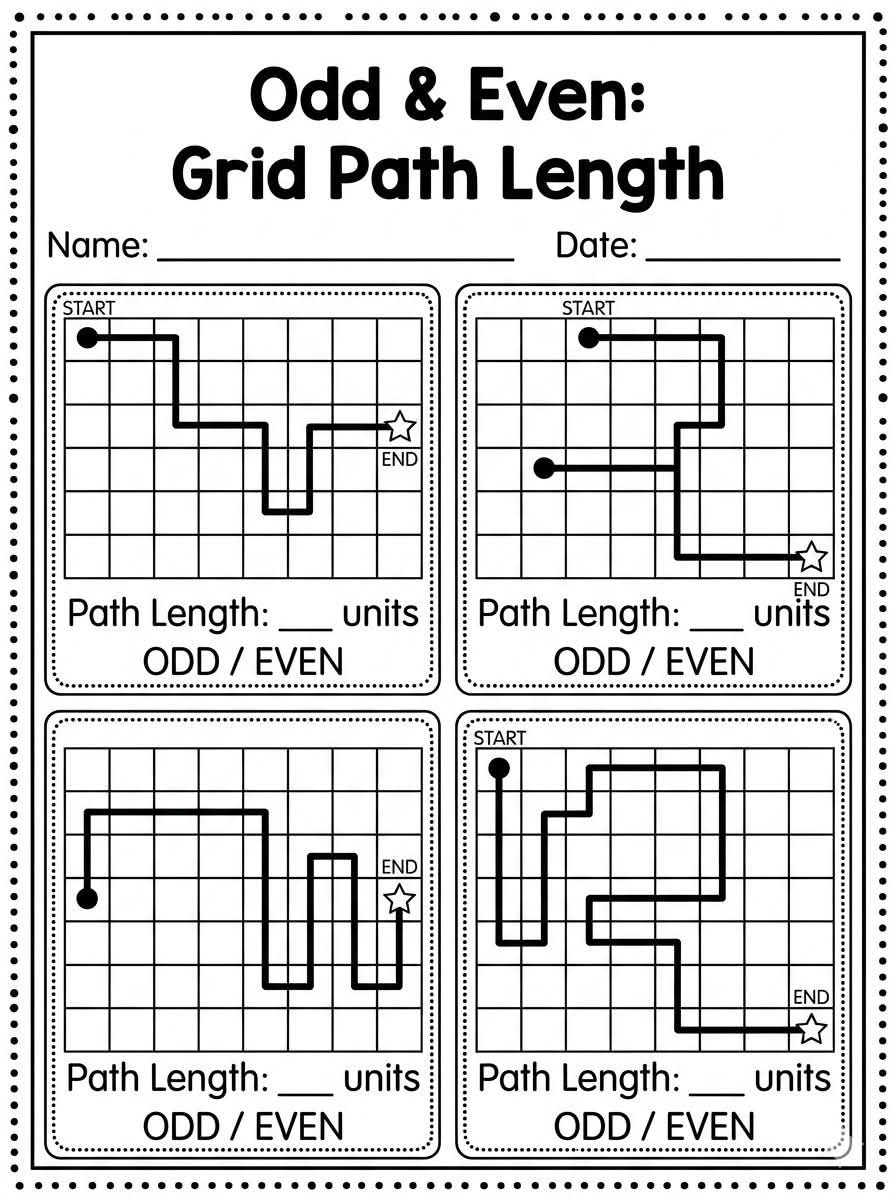 Odd & Even:
Grid Path Length
Name: ____________________ Date: ___________
START
END
Path Length: ___ units
ODD / EVEN
START
END
Path Length: ___ units
ODD / EVEN
END
Path Length: ___ units
ODD / EVEN
START
END
Path Length: ___ units
ODD / EVEN